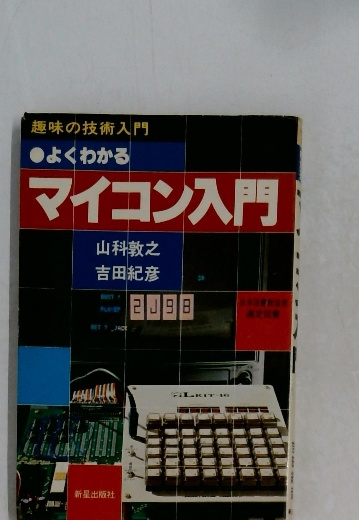 趣味の技術入門
●よくわかる
マイコン入門
山科敦之
吉田紀彦
2J98
FiLKIT-16
新星出版社